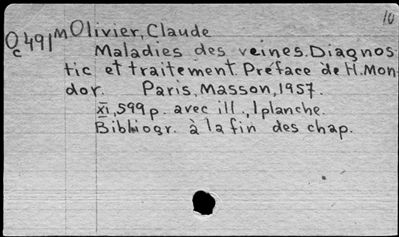 10
Oc491M Olivier, Claude
Maladies des veines. Diagnos-
tic et traitement. Préface de H. Mon-
dor. Paris, Masson, 1957.
XI, 599 p. avec ill., 1 planche.
Bibliogr. à la fin des chap.